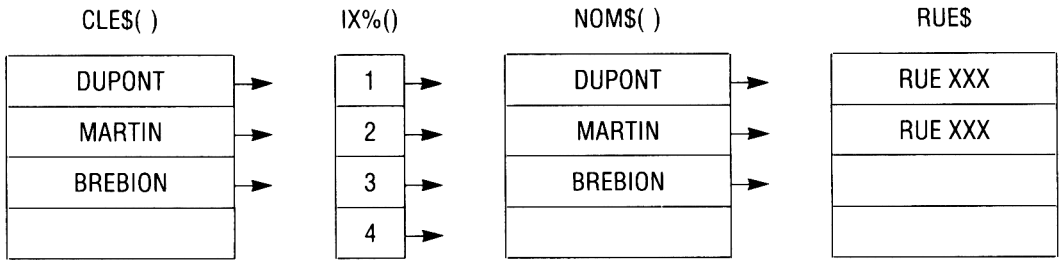 CLE$( ) IX%() NOM$( ) RUE$
DUPONT 1 DUPONT RUE XXX
MARTIN 2 MARTIN RUE XXX
BREBION 3 BREBION
4